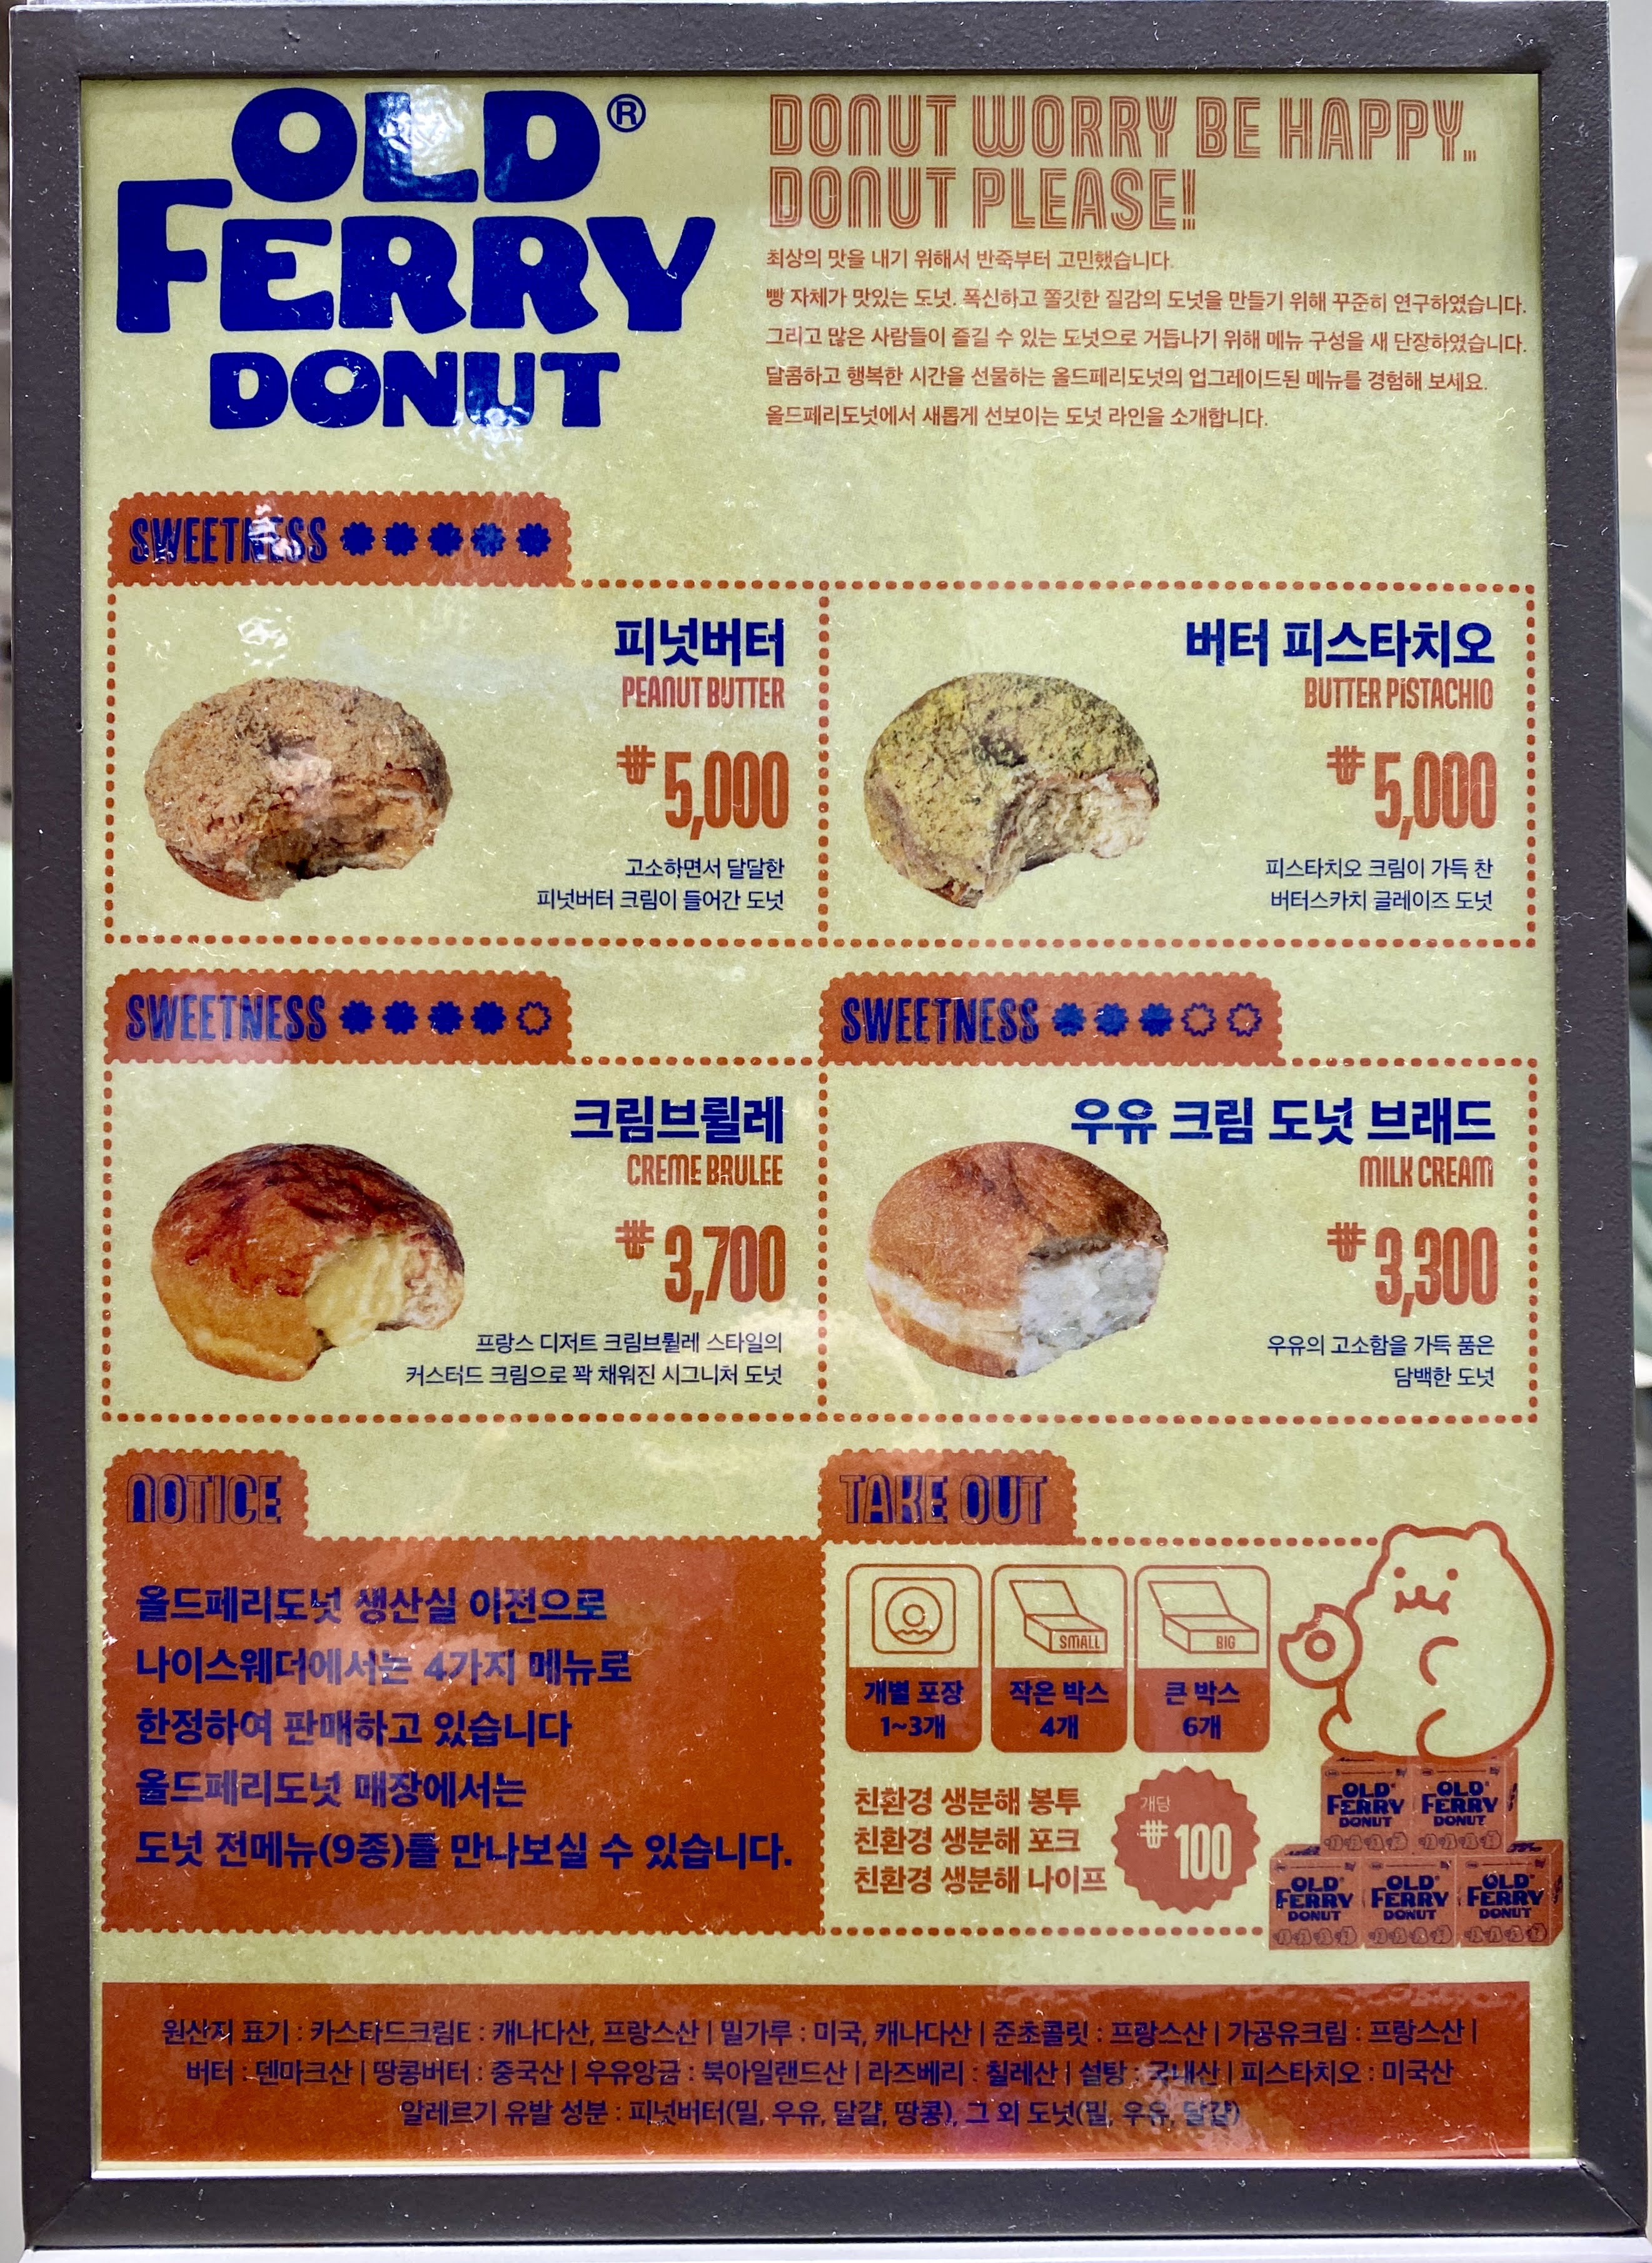 OLD®
FERRY
DONUT
DONUT WORRY BE HAPPY..
DONUT PLEASE!
최상의 맛을 내기 위해서 반죽부터 고민했습니다.
빵 자체가 맛있는 도넛. 폭신하고 쫄깃한 질감의 도넛을 만들기 위해 꾸준히 연구하였습니다.
그리고 많은 사람들이 즐길 수 있는 도넛으로 거듭나기 위해 메뉴 구성을 새 단장하였습니다.
달콤하고 행복한 시간을 선물하는 올드페리도넛의 업그레이드된 메뉴를 경험해 보세요.
올드페리도넛에서 새롭게 선보이는 도넛 라인을 소개합니다.
SWEETNESS
피넛버터
PEANUT BUTTER
₩5,000
고소하면서 달달한
피넛버터 크림이 들어간 도넛
버터 피스타치오
BUTTER PISTACHIO
₩5,000
피스타치오 크림이 가득 찬
버터스카치 글레이즈 도넛
SWEETNESS
크림브륄레
CREME BRULEE
₩3,700
프랑스 디저트 크림브륄레 스타일의
커스터드 크림으로 꽉 채워진 시그니처 도넛
SWEETNESS
우유 크림 도넛 브래드
MILK CREAM
₩3,300
우유의 고소함을 가득 품은
담백한 도넛
NOTICE
올드페리도넛 생산실 이전으로
나이스웨더에서는 4가지 메뉴로
한정하여 판매하고 있습니다
올드페리도넛 매장에서는
도넛 전메뉴(9종)를 만나보실 수 있습니다.
TAKE OUT
개별 포장
1~3개
SMALL
작은 박스
4개
BIG
큰 박스
6개
친환경 생분해 봉투
친환경 생분해 포크
친환경 생분해 나이프
개당
₩100
OLD
FERRY
DONUT
OLD
FERRY
DONUT
OLD
FERRY
DONUT
OLD
FERRY
DONUT
OLD
FERRY
DONUT
원산지 표기 : 카스타드크림E : 캐나다산, 프랑스산 | 밀가루 : 미국, 캐나다산 | 준초콜릿 : 프랑스산 | 가공유크림 : 프랑스산 |
버터 : 덴마크산 | 땅콩버터 : 중국산 | 우유앙금 : 북아일랜드산 | 라즈베리 : 칠레산 | 설탕 : 국내산 | 피스타치오 : 미국산
알레르기 유발 성분 : 피넛버터(밀, 우유, 달걀, 땅콩), 그 외 도넛(밀, 우유, 달걀)